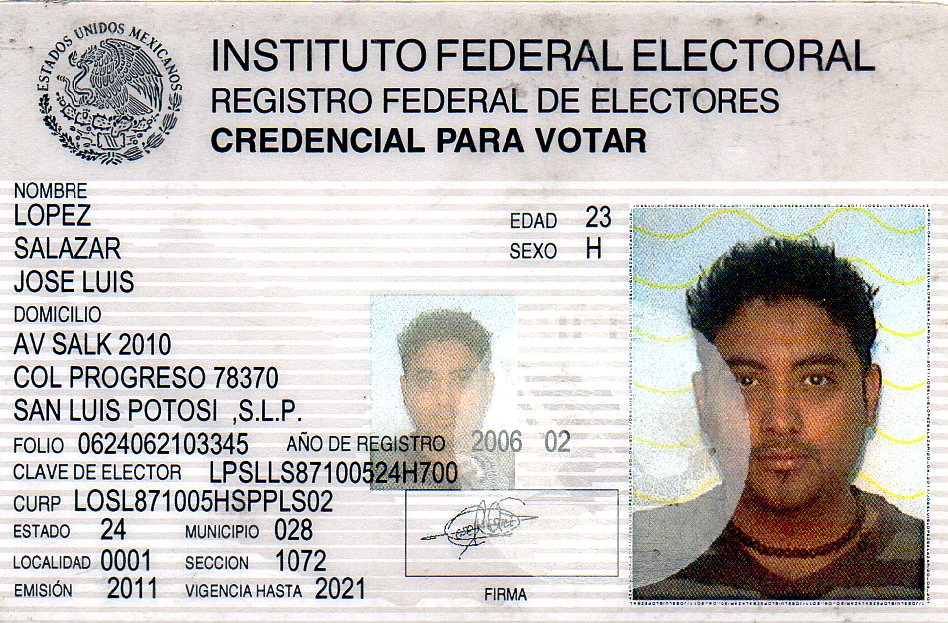 ESTADOS UNIDOS MEXICANOS
INSTITUTO FEDERAL ELECTORAL
REGISTRO FEDERAL DE ELECTORES
CREDENCIAL PARA VOTAR
NOMBRE
LOPEZ
SALAZAR
JOSE LUIS
EDAD 23
SEXO H
DOMICILIO
AV SALK 2010
COL PROGRESO 78370
SAN LUIS POTOSI ,S.L.P.
FOLIO 0624062103345 AÑO DE REGISTRO 2006 02
CLAVE DE ELECTOR LPSLLS87100524H700
CURP LOSL871005HSPPLS02
ESTADO 24 MUNICIPIO 028
LOCALIDAD 0001 SECCION 1072
EMISIÓN 2011 VIGENCIA HASTA 2021
FIRMA